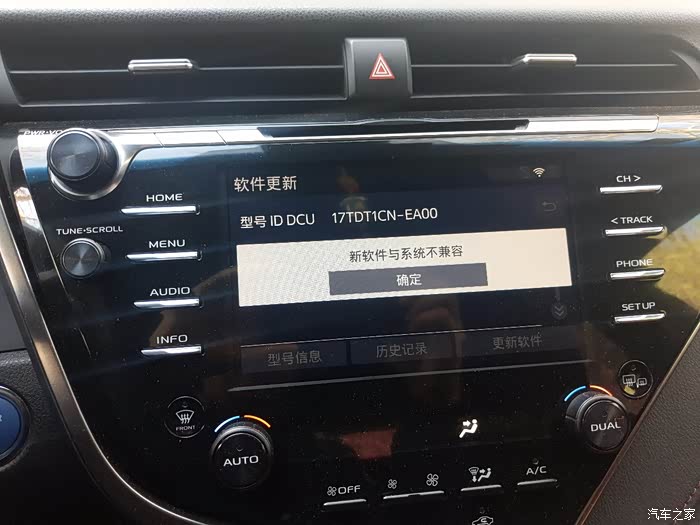 PWR·VOL
软件更新
CH >
HOME
型号 ID DCU 17TDT1CN-EA00
< TRACK
TUNE·SCROLL
MENU
新软件与系统不兼容
确定
PHONE
AUDIO
SETUP
INFO
型号信息 历史记录 更新软件
FRONT
AUTO
DUAL
OFF
A/C
汽车之家